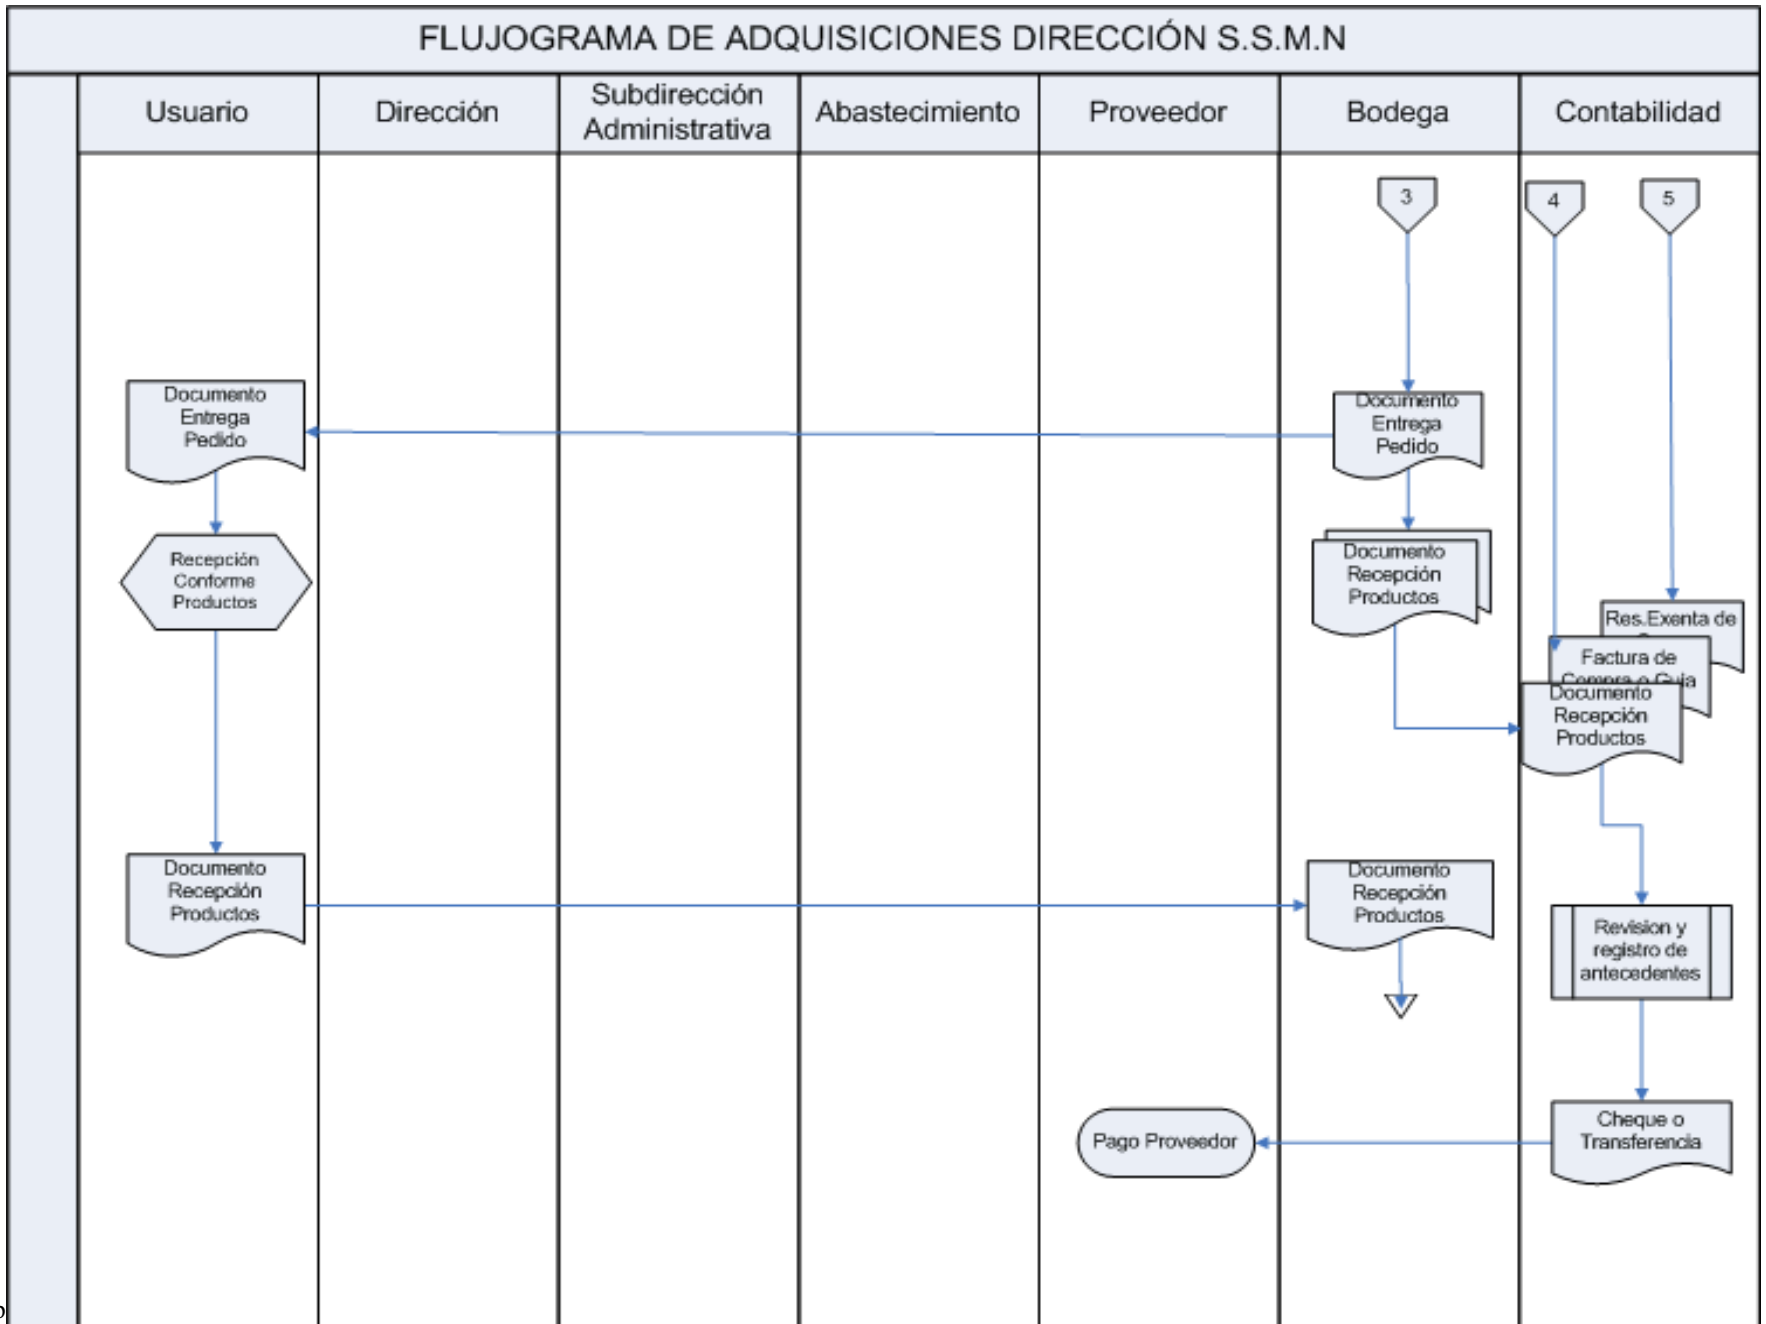 FLUJOGRAMA DE ADQUISICIONES DIRECCIÓN S.S.M.N
Usuario
Dirección
Subdirección
Administrativa
Abastecimiento
Proveedor
Bodega
Contabilidad
3
4
5
Documento
Entrega
Pedido
Documento
Entrega
Pedido
Recepción
Conforme
Productos
Documento
Recepción
Productos
Res.Exenta de
Factura de
Compra o Guia
Documento
Recepción
Productos
Documento
Recepción
Productos
Documento
Recepción
Productos
Revision y
registro de
antecedentes
Pago Proveedor
Cheque o
Transferencia